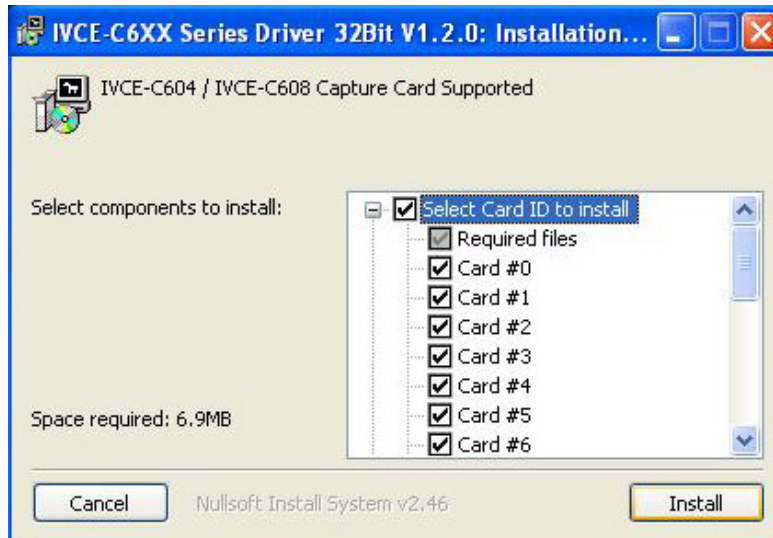 IVCE-C6XX Series Driver 32Bit V1.2.0: Installation...
IVCE-C604 / IVCE-C608 Capture Card Supported
Select components to install:
Select Card ID to install
Required files
Card #0
Card #1
Card #2
Card #3
Card #4
Card #5
Card #6
Space required: 6.9MB
Cancel
Nullsoft Install System v2.46
Install